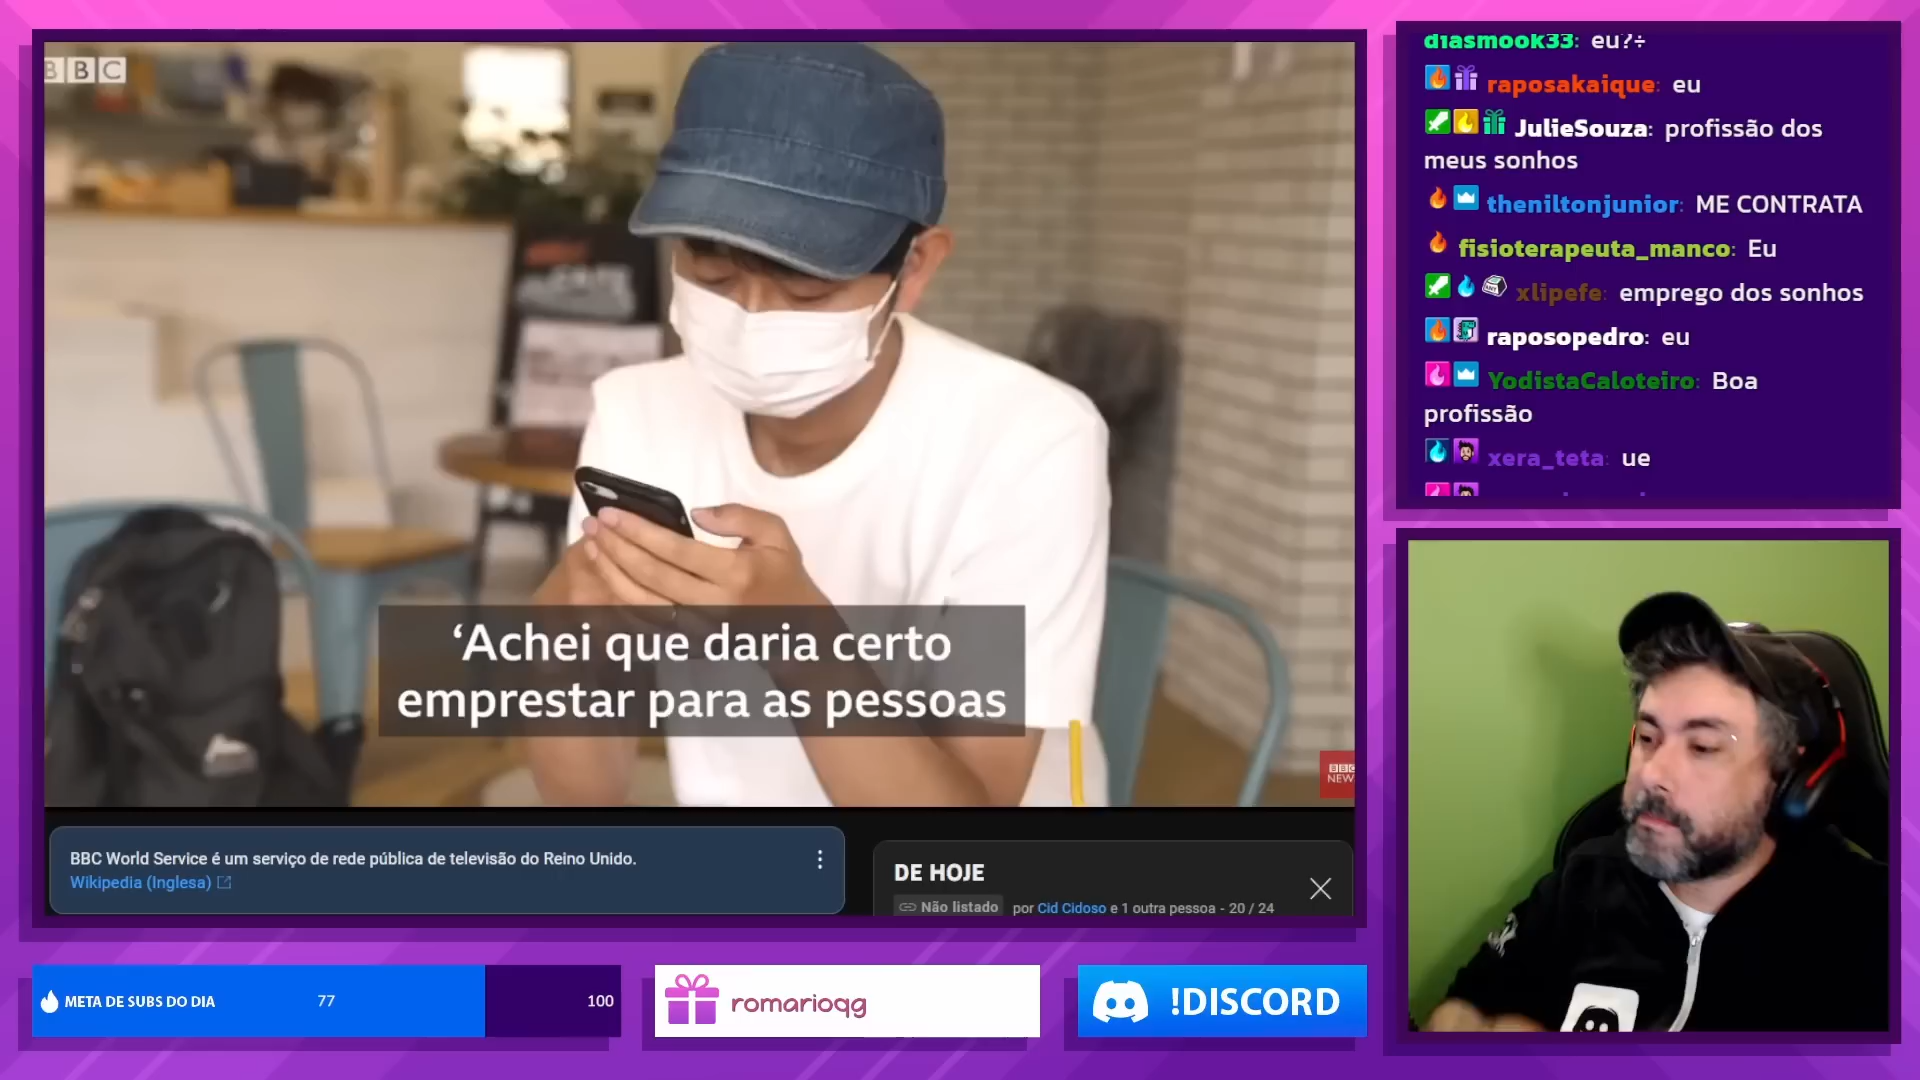 BBC
'Achei que daria certo
emprestar para as pessoas
BBC
NEW
BBC World Service é um serviço de rede pública de televisão do Reino Unido.
Wikipedia (Inglesa)
DE HOJE
Não listado por Cid Cidoso e 1 outra pessoa - 20 / 24
META DE SUBS DO DIA 77 100
romarioqg
!DISCORD
diasmook33: eu?÷
raposakaique: eu
JulieSouza: profissão dos
meus sonhos
theniltonjunior: ME CONTRATA
fisioterapeuta_manco: Eu
xlipefe: emprego dos sonhos
raposopedro: eu
YodistaCaloteiro: Boa
profissão
xera_teta: ue